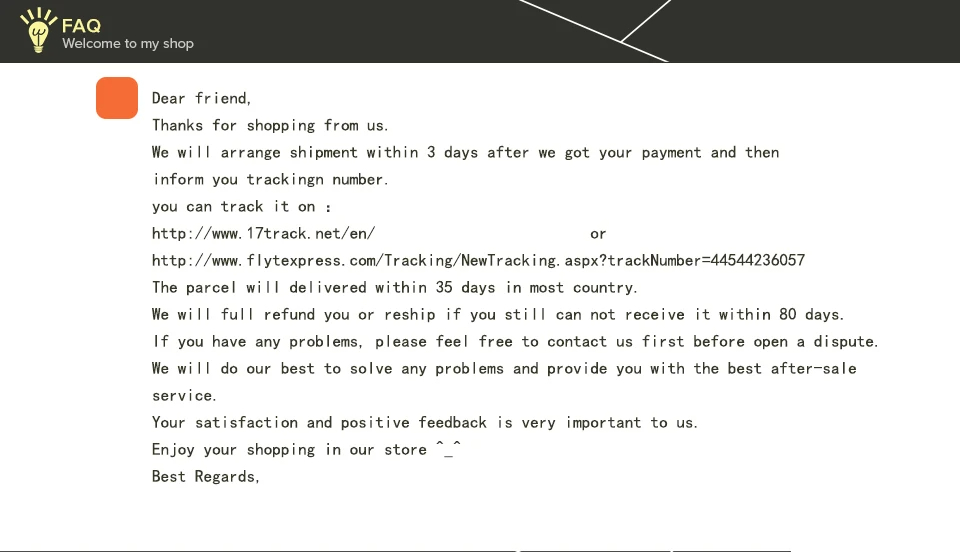 FAQ
Welcome to my shop
Dear friend,
Thanks for shopping from us.
We will arrange shipment within 3 days after we got your payment and then
inform you trackingn number.
you can track it on :
http://www.17track.net/en/ or
http://www.flytexpress.com/Tracking/NewTracking.aspx?trackNumber=44544236057
The parcel will delivered within 35 days in most country.
We will full refund you or reship if you still can not receive it within 80 days.
If you have any problems, please feel free to contact us first before open a dispute.
We will do our best to solve any problems and provide you with the best after-sale
service.
Your satisfaction and positive feedback is very important to us.
Enjoy your shopping in our store ^_^
Best Regards,